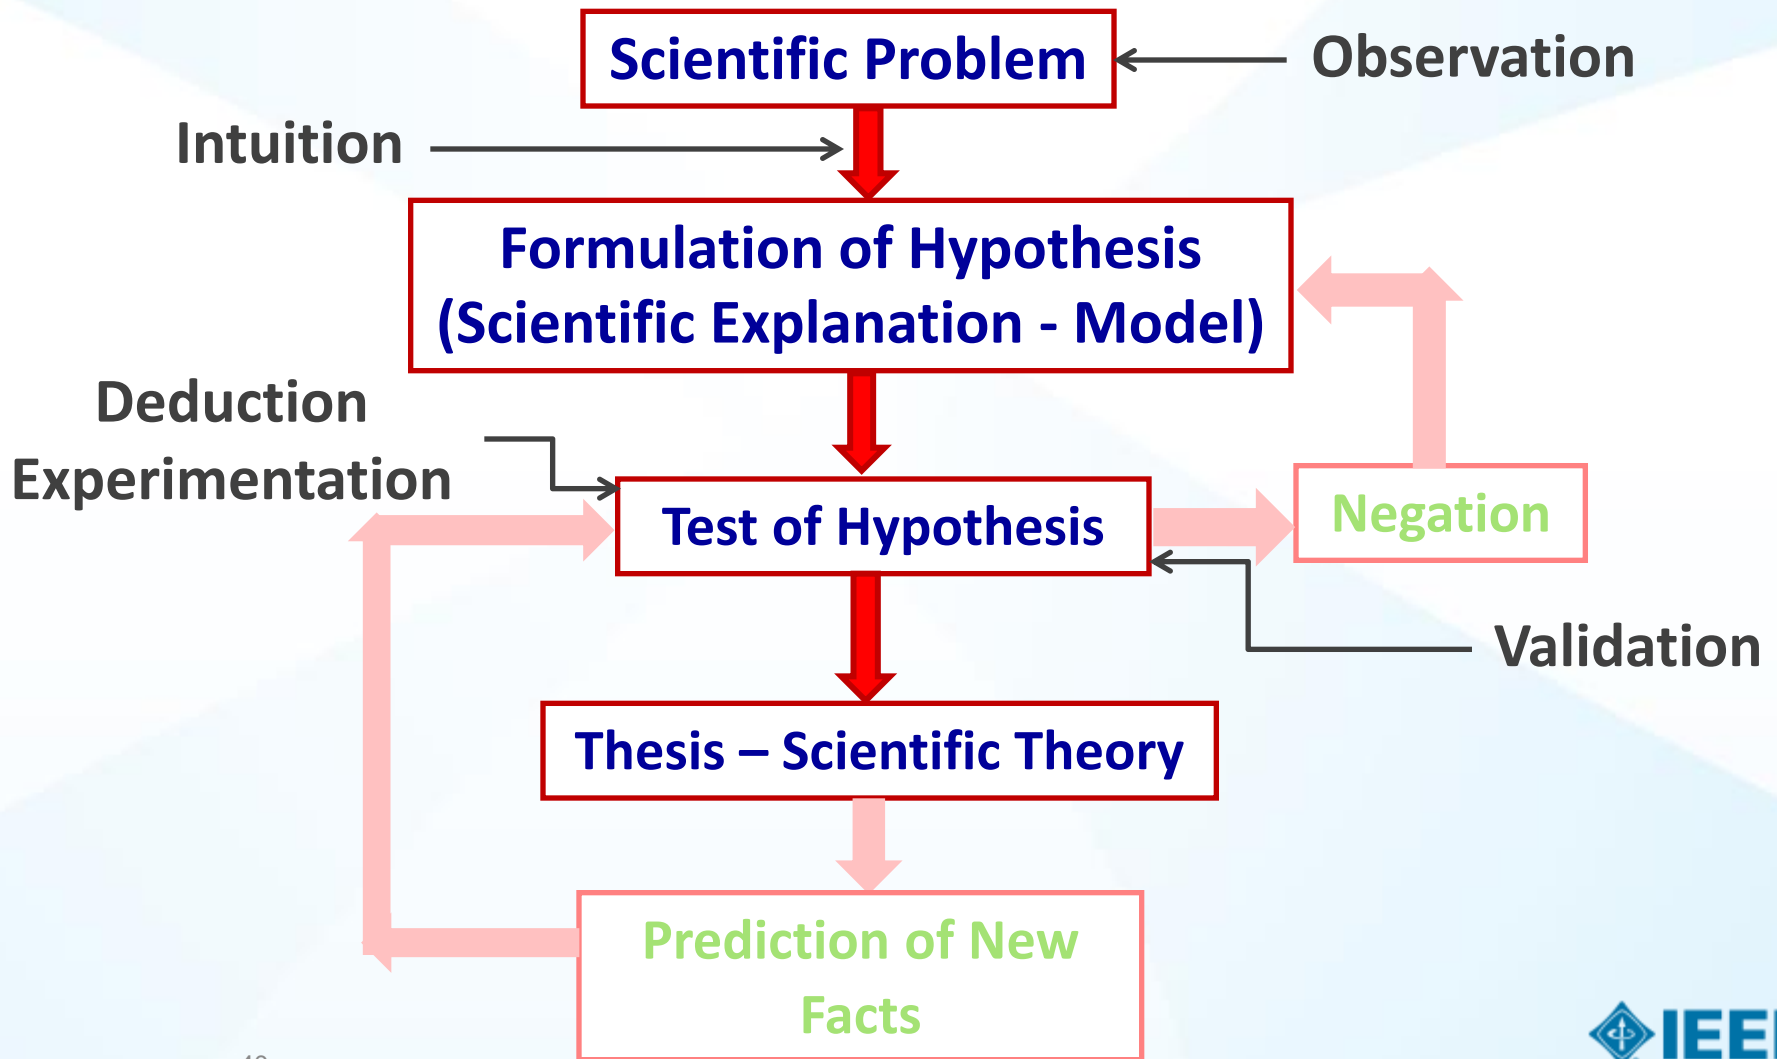 Scientific Problem
Observation
Intuition
Formulation of Hypothesis
(Scientific Explanation - Model)
Deduction
Experimentation
Test of Hypothesis
Negation
Validation
Thesis – Scientific Theory
Prediction of New
Facts